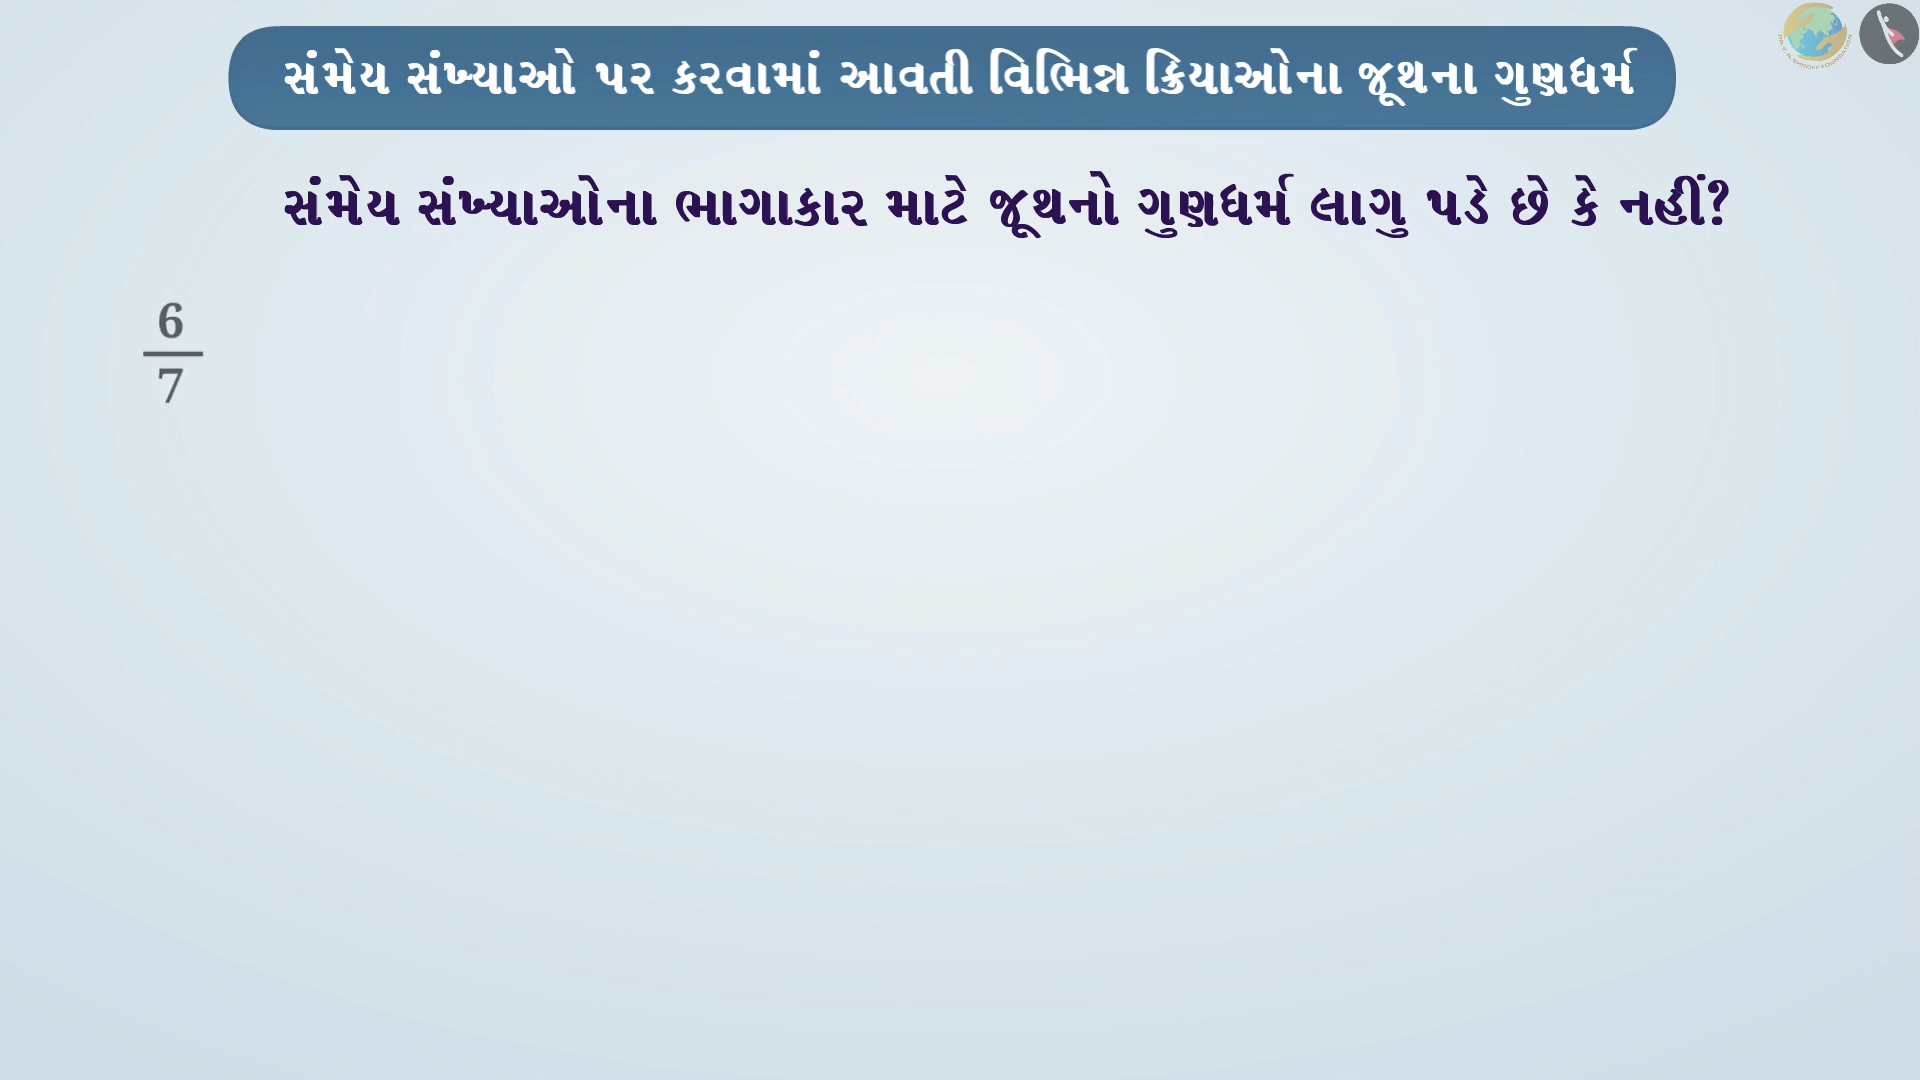 સંમેય સંખ્યાઓ પર કરવામાં આવતી વિભિન્ન ક્રિયાઓના જૂથના ગુણધર્મ
સંમેય સંખ્યાઓના ભાગાકાર માટે જૂથનો ગુણધર્મ લાગુ પડે છે કે નહીં?
6
7